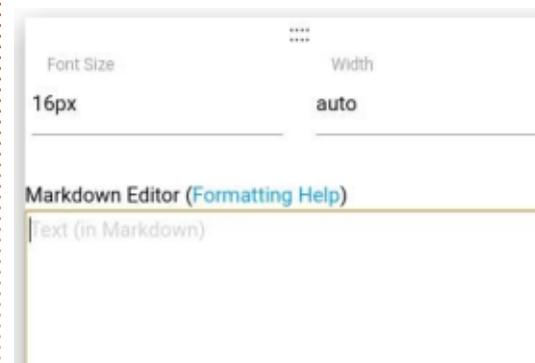 Font Size Width
16px auto
Markdown Editor (Formatting Help)
Text (in Markdown)